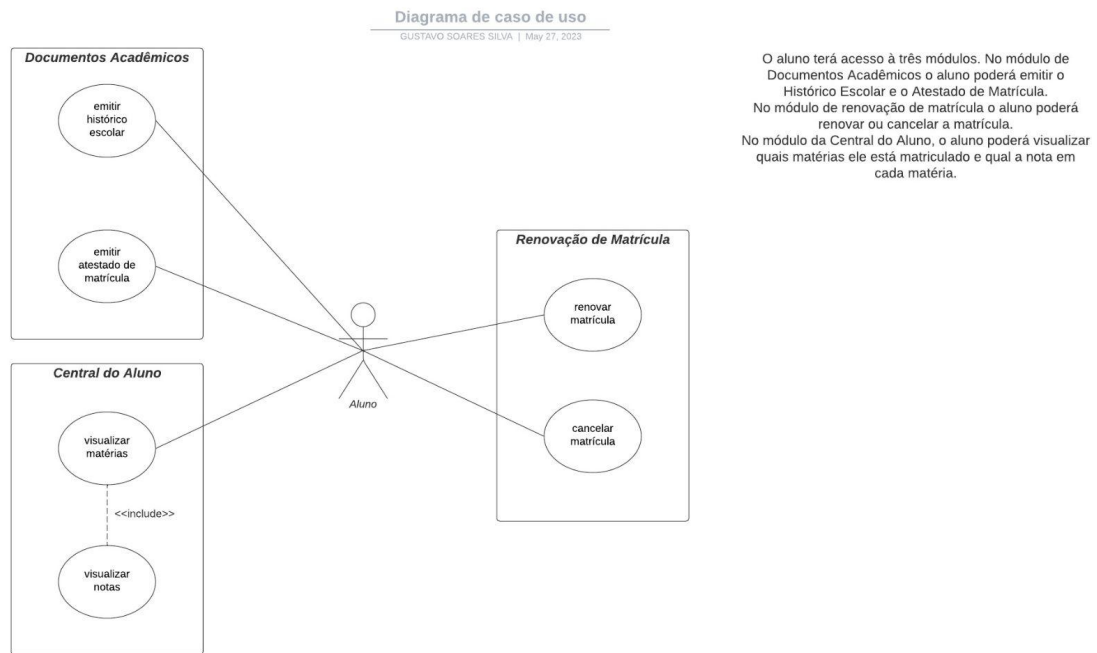 Diagrama de caso de uso
GUSTAVO SOARES SILVA | May 27, 2023
Documentos Acadêmicos
emitir
histórico
escolar
emitir
atestado de
matrícula
Central do Aluno
visualizar
matérias
<<include>>
visualizar
notas
Aluno
Renovação de Matrícula
renovar
matrícula
cancelar
matrícula
O aluno terá acesso à três módulos. No módulo de
Documentos Acadêmicos o aluno poderá emitir o
Histórico Escolar e o Atestado de Matrícula.
No módulo de renovação de matrícula o aluno poderá
renovar ou cancelar a matrícula.
No módulo da Central do Aluno, o aluno poderá visualizar
quais matérias ele está matriculado e qual a nota em
cada matéria.